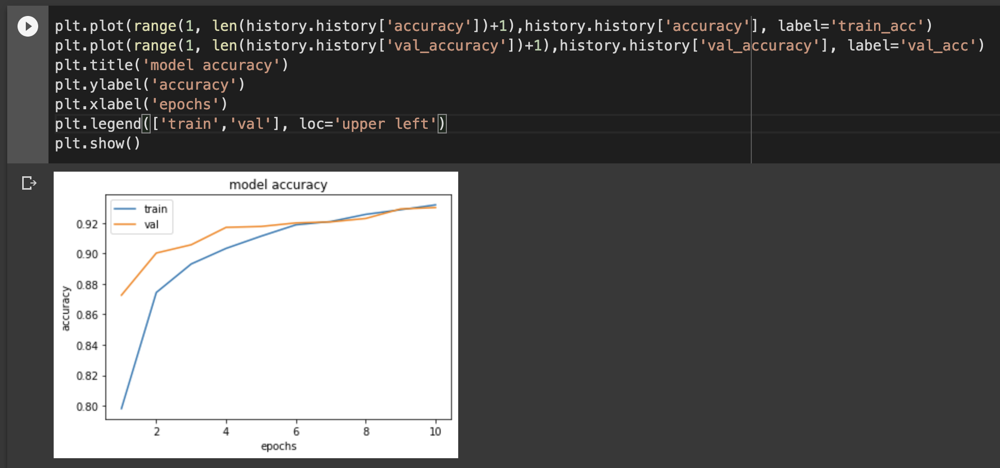 plt.plot(range(1, len(history.history['accuracy'])+1),history.history['accuracy'], label='train_acc')
plt.plot(range(1, len(history.history['val_accuracy'])+1),history.history['val_accuracy'], label='val_acc')
plt.title('model accuracy')
plt.ylabel('accuracy')
plt.xlabel('epochs')
plt.legend(['train','val'], loc='upper left')
plt.show()
model accuracy
train
val
0.92
0.90
0.88
0.86
0.84
0.82
0.80
accuracy
2 4 6 8 10
epochs